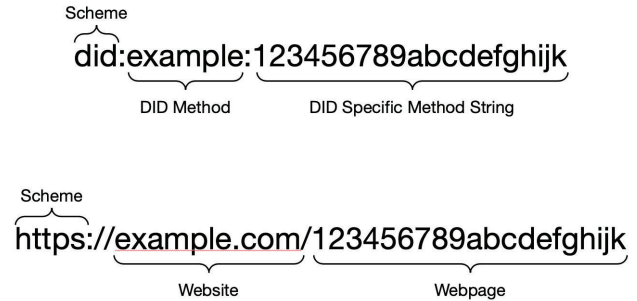 Scheme
did:example:123456789abcdefghijk
DID Method
DID Specific Method String
Scheme
https://example.com/123456789abcdefghijk
Website
Webpage